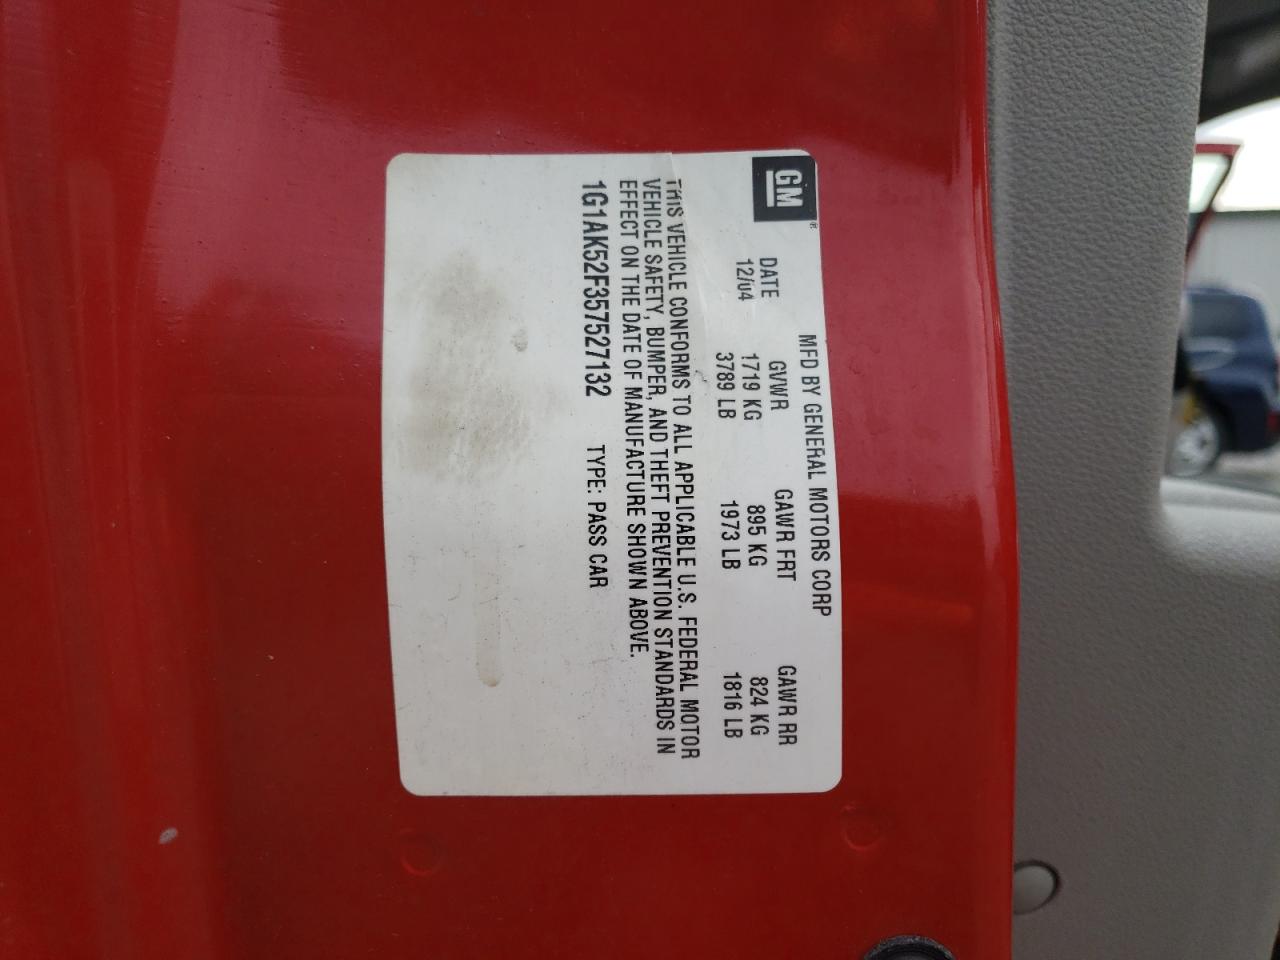 GM®
MFD BY GENERAL MOTORS CORP
DATE GVWR GAWR FRT GAWR RR
12/04 1719 KG 895 KG 824 KG
3789 LB 1973 LB 1816 LB
THIS VEHICLE CONFORMS TO ALL APPLICABLE U.S. FEDERAL MOTOR
VEHICLE SAFETY, BUMPER, AND THEFT PREVENTION STANDARDS IN
EFFECT ON THE DATE OF MANUFACTURE SHOWN ABOVE.
1G1AK52F357527132 TYPE: PASS CAR